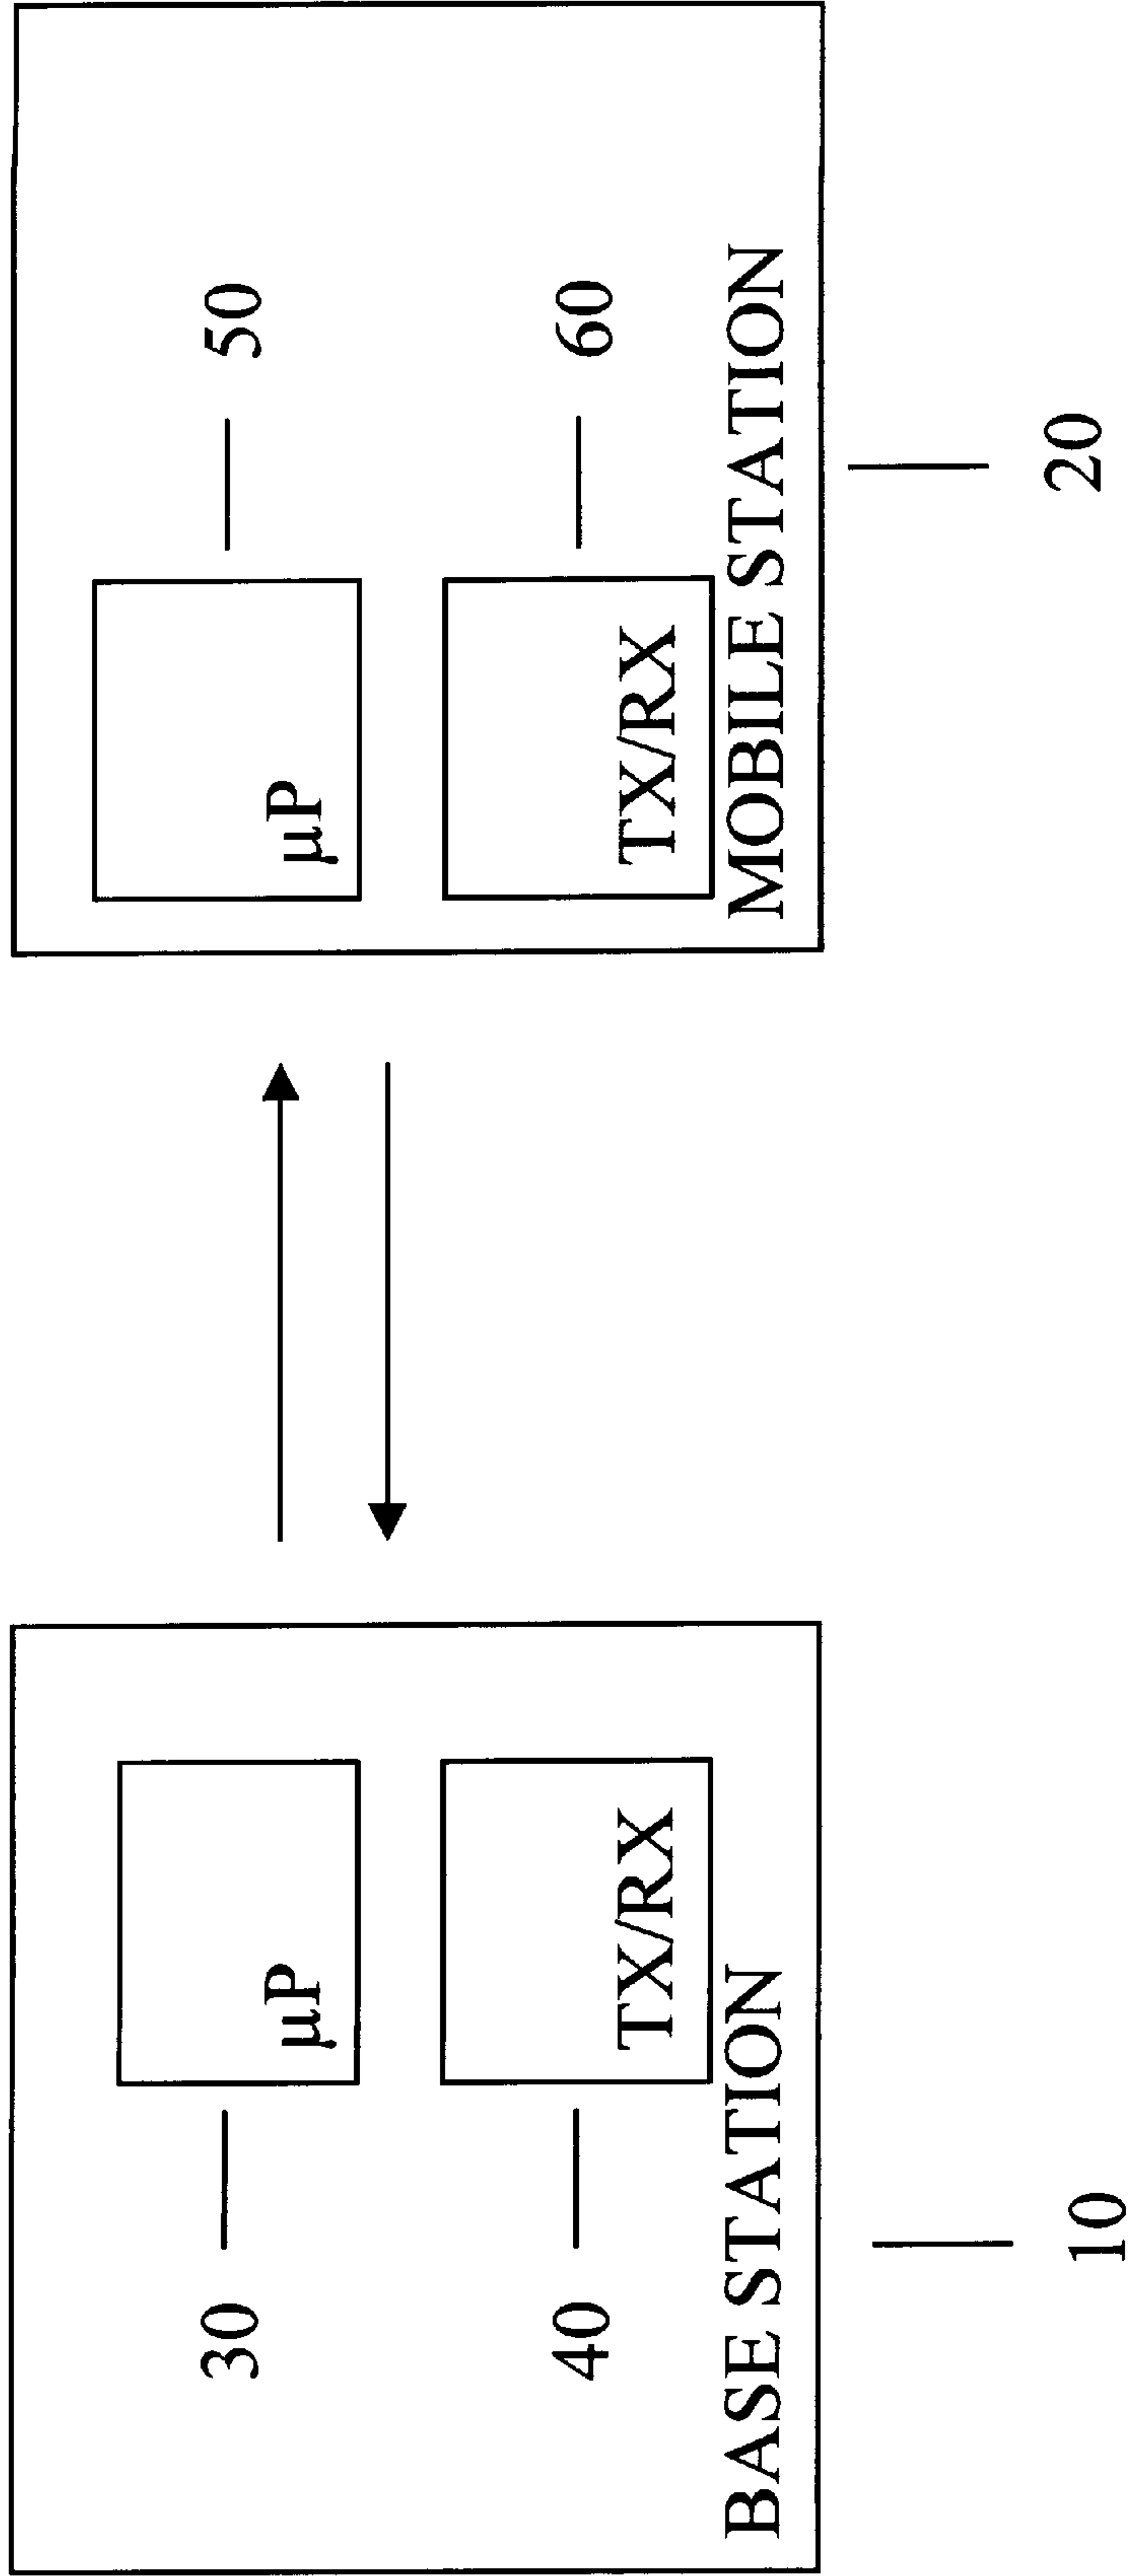 30
μP
μP
50
40
TX/RX
TX/RX
60
BASE STATION
MOBILE STATION
10
20